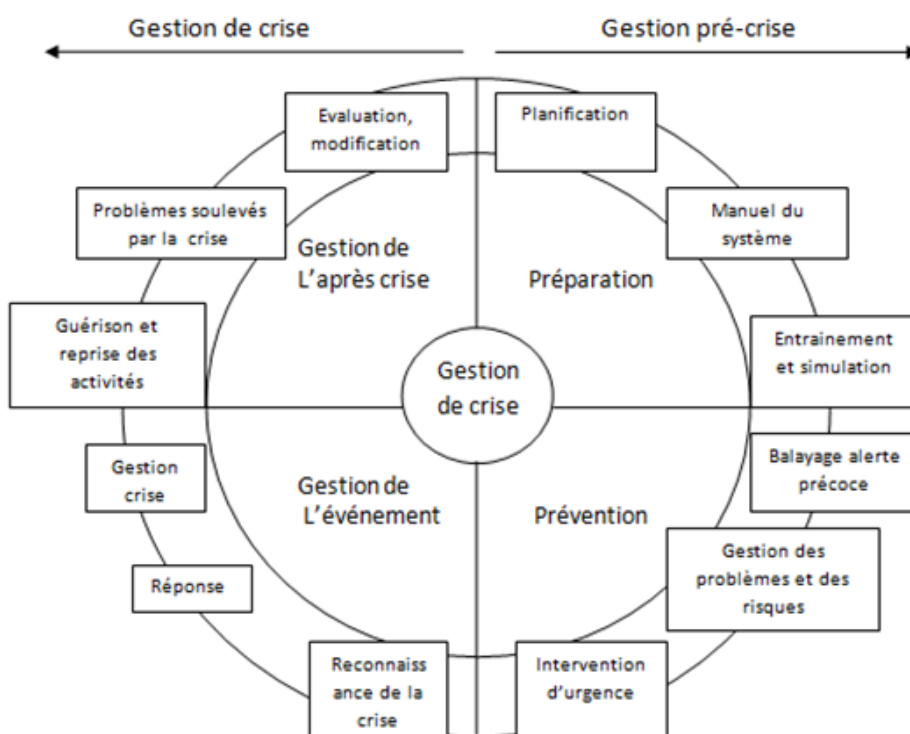 Gestion de crise
Gestion pré-crise
Evaluation,
modification
Planification
Problèmes soulevés
par la crise
Manuel du
système
Gestion de
L'après crise
Préparation
Guérison et
reprise des
activités
Entrainement
et simulation
Gestion
de crise
Gestion
crise
Balayage alerte
précoce
Gestion de
L'événement
Prévention
Gestion des
problèmes et des
risques
Réponse
Reconnaiss
ance de la
crise
Intervention
d'urgence